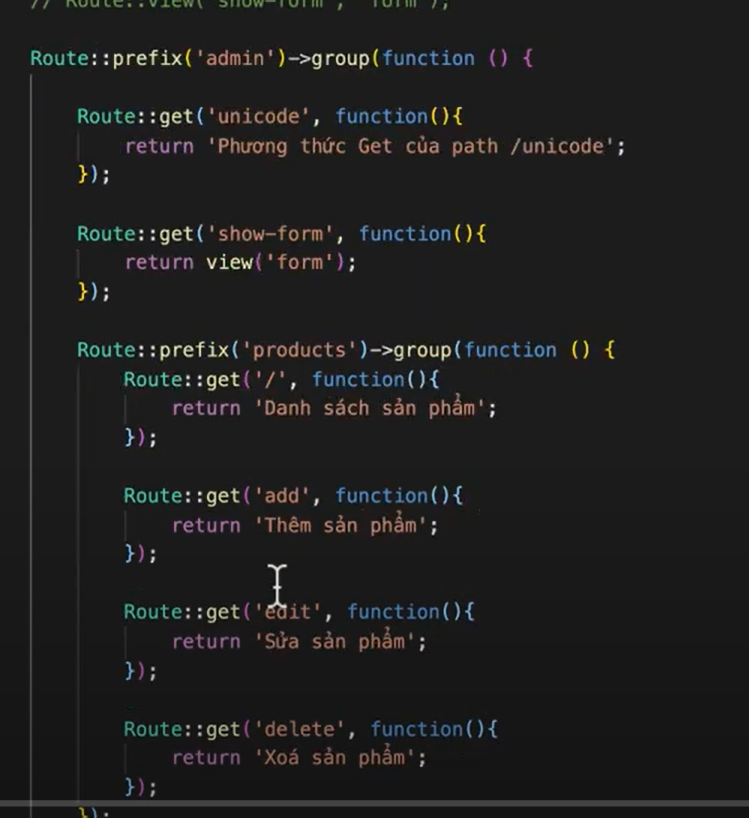 // Route::view('show-form', 'form');
Route::prefix('admin')->group(function () {
Route::get('unicode', function(){
return 'Phương thức Get của path /unicode';
});
Route::get('show-form', function(){
return view('form');
});
Route::prefix('products')->group(function () {
Route::get('/', function(){
return 'Danh sách sản phẩm';
});
Route::get('add', function(){
return 'Thêm sản phẩm';
});
Route::get('edit', function(){
return 'Sửa sản phẩm';
});
Route::get('delete', function(){
return 'Xoá sản phẩm';
});
});